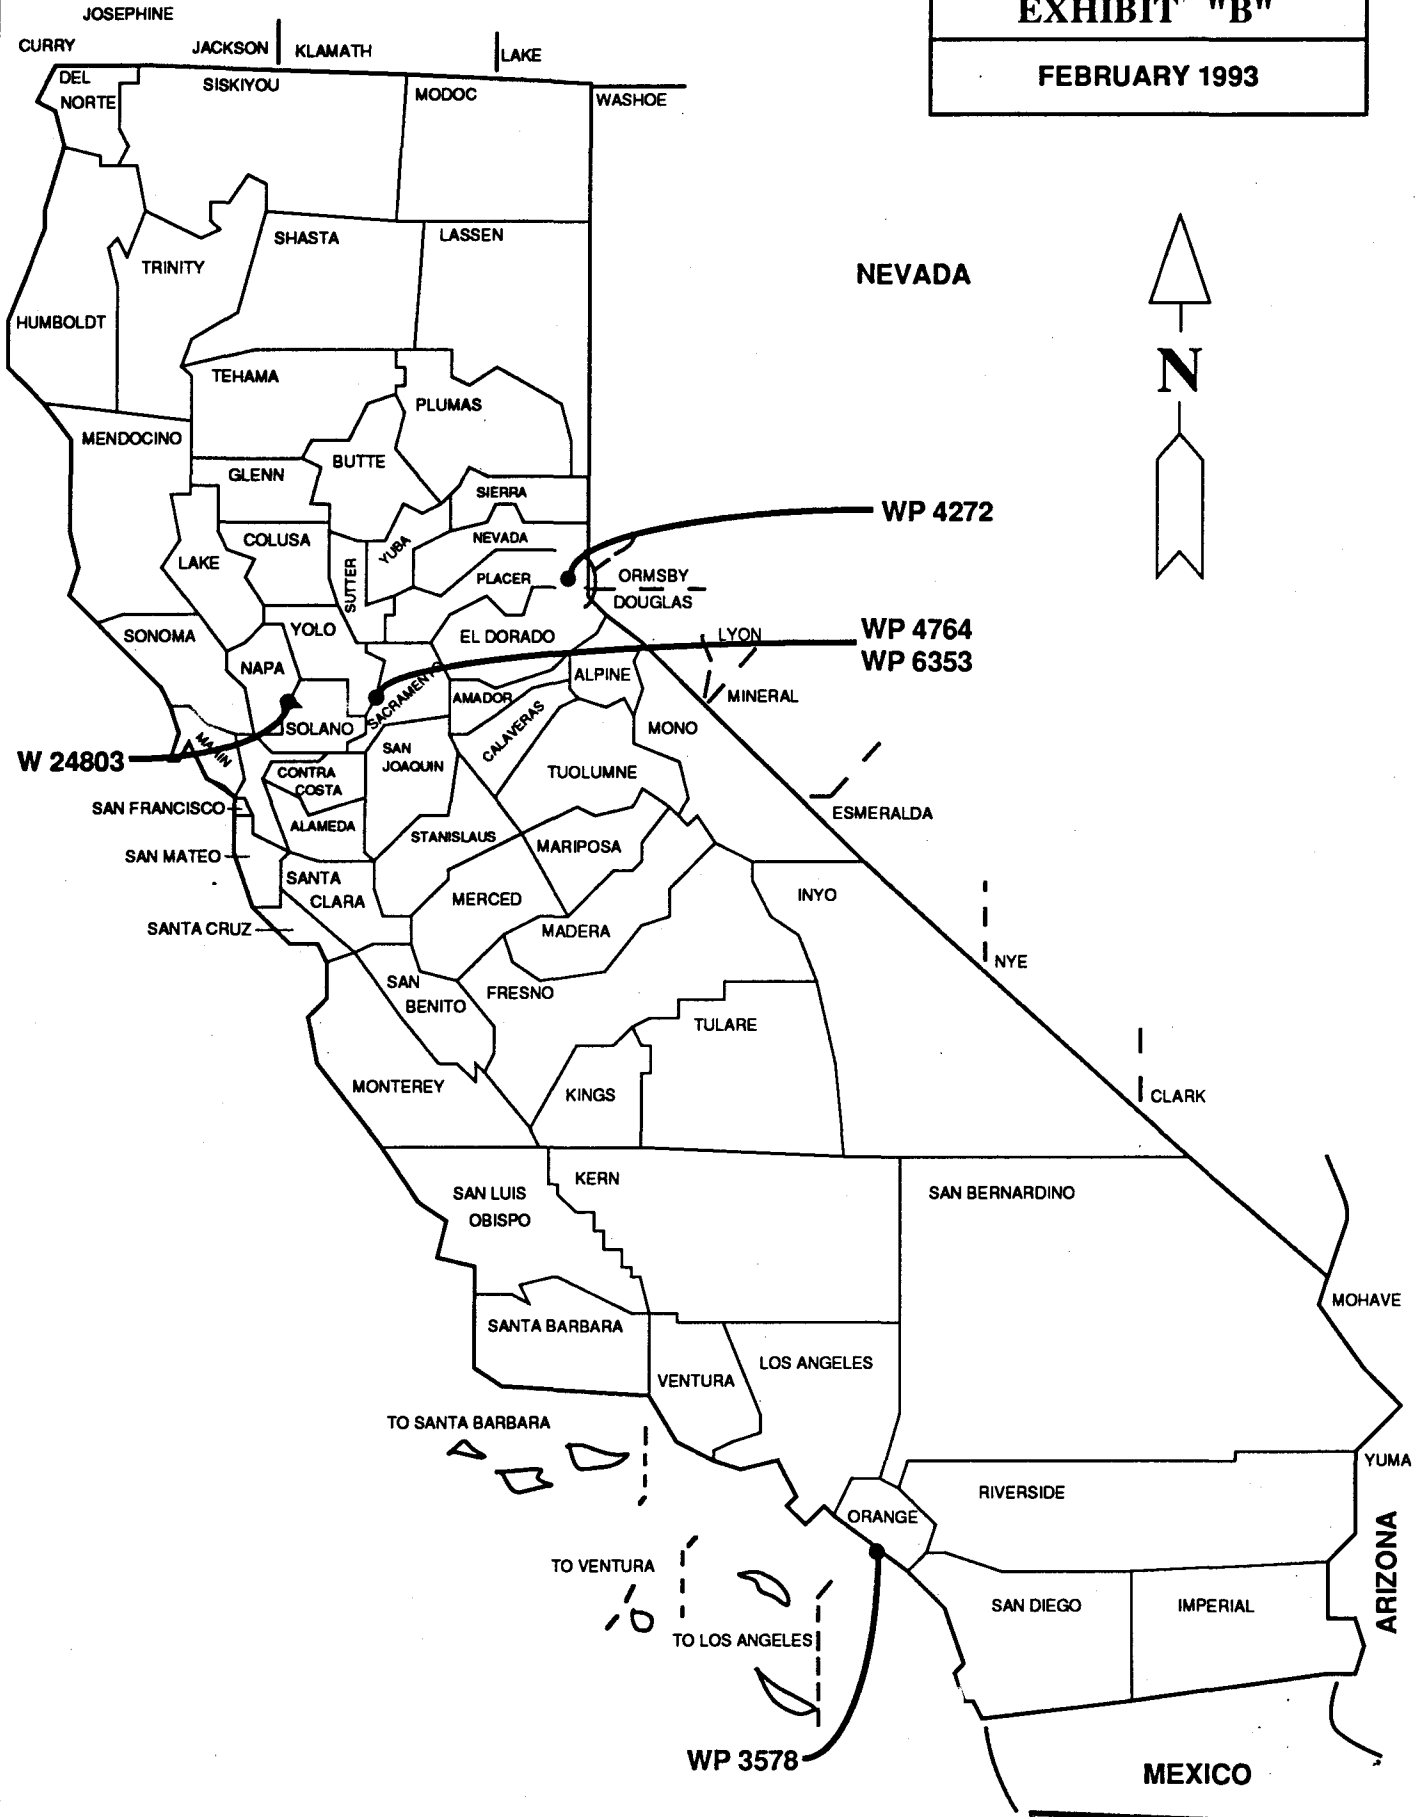 JOSEPHINE
EXHIBIT "B"
CURRY
JACKSON
KLAMATH
LAKE
FEBRUARY 1993
DEL
NORTE
SISKIYOU
MODOC
WASHOE
SHASTA
LASSEN
TRINITY
NEVADA
HUMBOLDT
N
TEHAMA
PLUMAS
MENDOCINO
BUTTE
GLENN
SIERRA
WP 4272
COLUSA
YUBA
NEVADA
LAKE
SUTTER
PLACER
ORMSBY
DOUGLAS
SONOMA
YOLO
EL DORADO
LYON
WP 4764
WP 6353
NAPA
SACRAMENTO
AMADOR
ALPINE
MINERAL
SOLANO
CALAVERAS
MONO
W 24803
MARIN
SAN
JOAQUIN
CONTRA
COSTA
TUOLUMNE
SAN FRANCISCO
ALAMEDA
STANISLAUS
ESMERALDA
SAN MATEO
MARIPOSA
SANTA
CLARA
MERCED
INYO
SANTA CRUZ
MADERA
NYE
SAN
BENITO
FRESNO
TULARE
MONTEREY
KINGS
CLARK
KERN
SAN LUIS
OBISPO
SAN BERNARDINO
MOHAVE
SANTA BARBARA
LOS ANGELES
VENTURA
TO SANTA BARBARA
YUMA
RIVERSIDE
ORANGE
ARIZONA
TO VENTURA
SAN DIEGO
IMPERIAL
TO LOS ANGELES
WP 3578
MEXICO